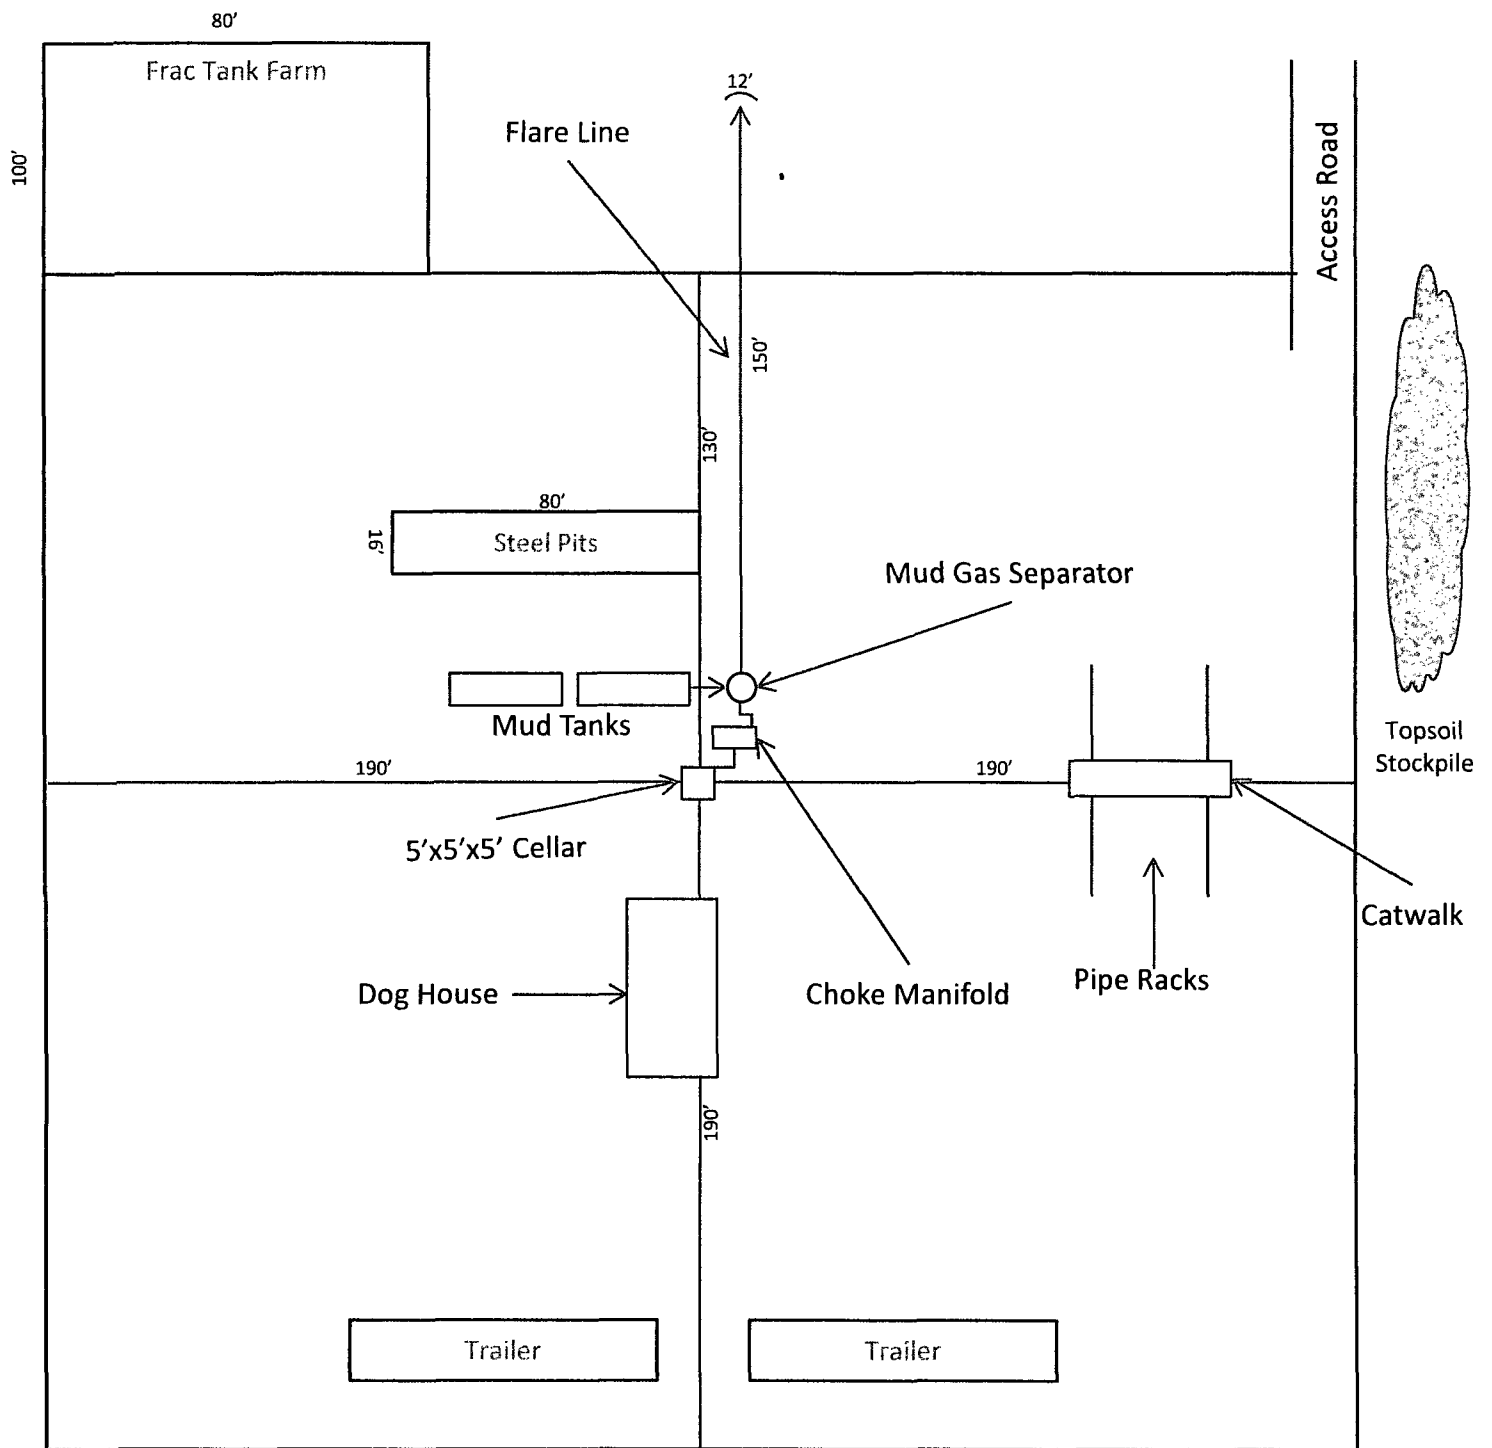 80’
Frac Tank Farm
100’
12’
Flare Line
Access Road
150’
130’
80’
16’
Steel Pits
Mud Gas Separator
Mud Tanks
Topsoil
Stockpile
190’
190’
5’x5’x5’ Cellar
Catwalk
Dog House
Choke Manifold
Pipe Racks
190’
Trailer
Trailer